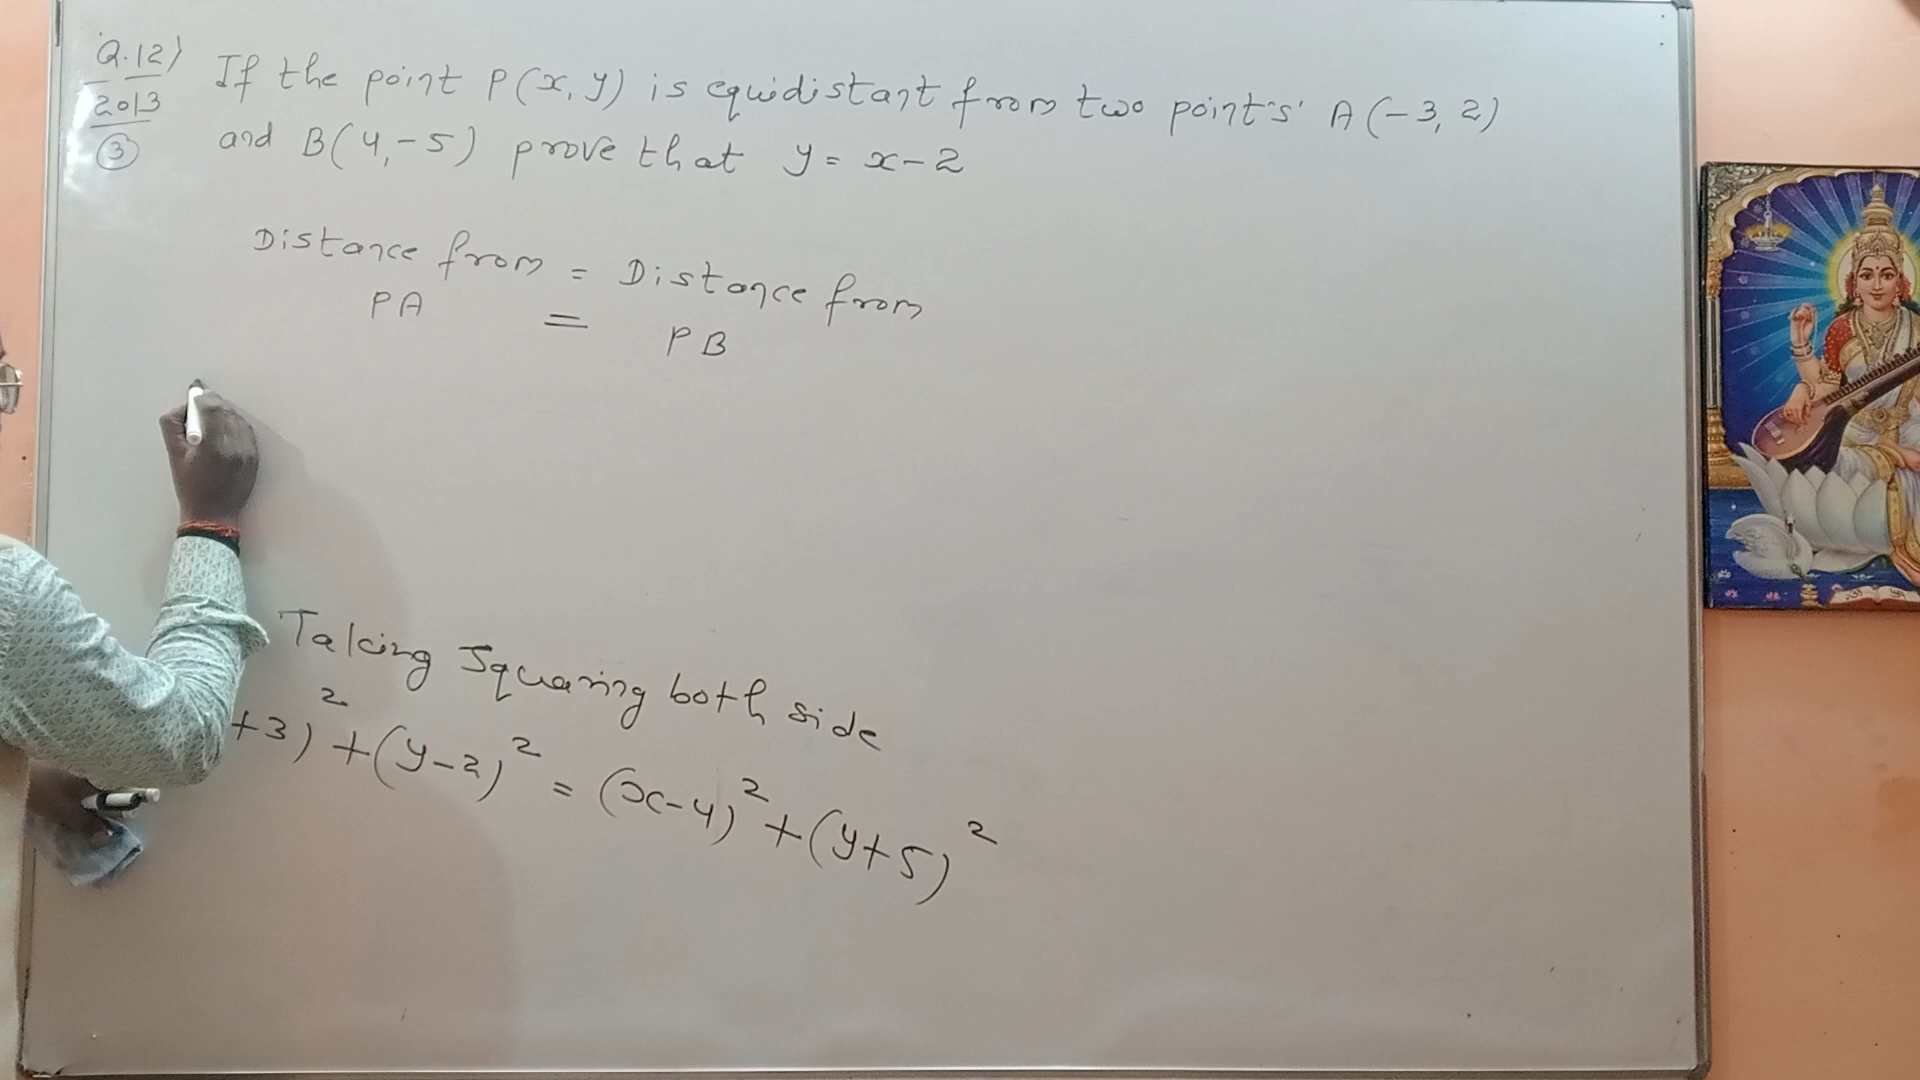 Q.12)
2013
3
If the point P(x,y) is equidistant from two point's' A(-3, 2)
and B(4,-5) prove that y = x-2
Distance from = Distance from
PA = PB
Taking Squaring both side
+3)² + (y-2)² = (x-4)² + (y+5)²